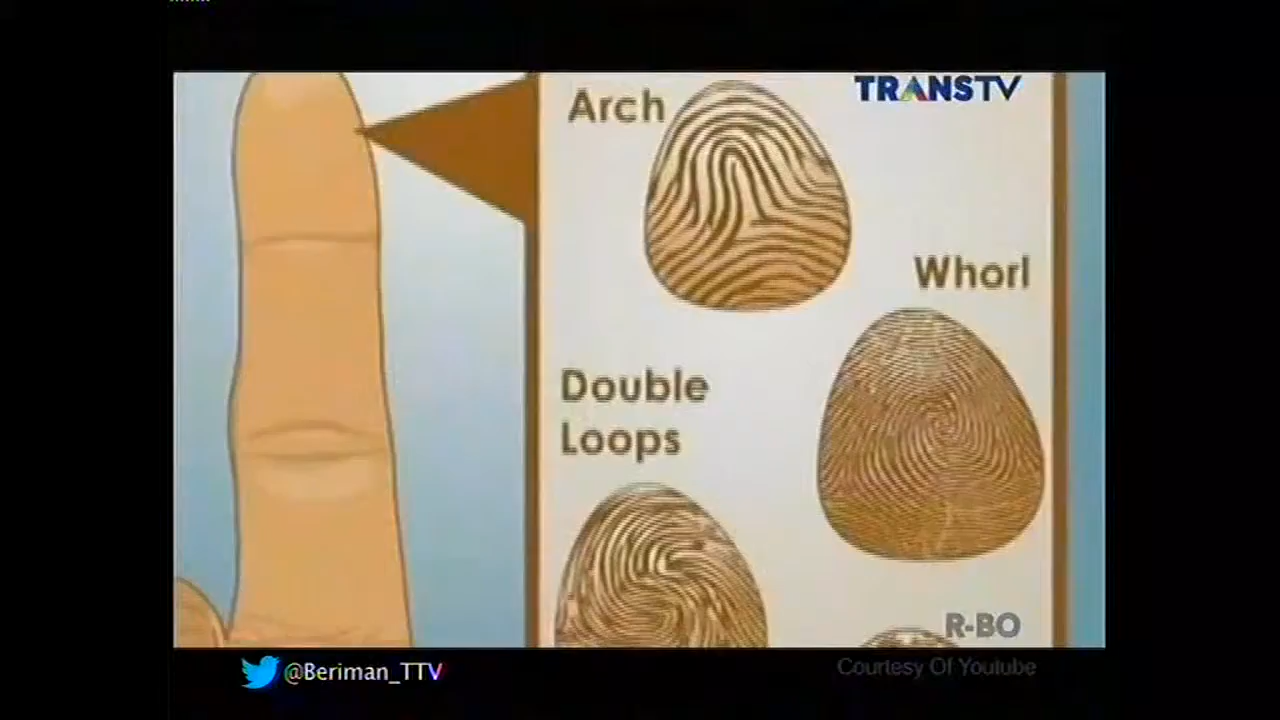 Arch
TRANSTV
Whorl
Double
Loops
R-BO
@Beriman_TTV
Courtesy Of Youtube